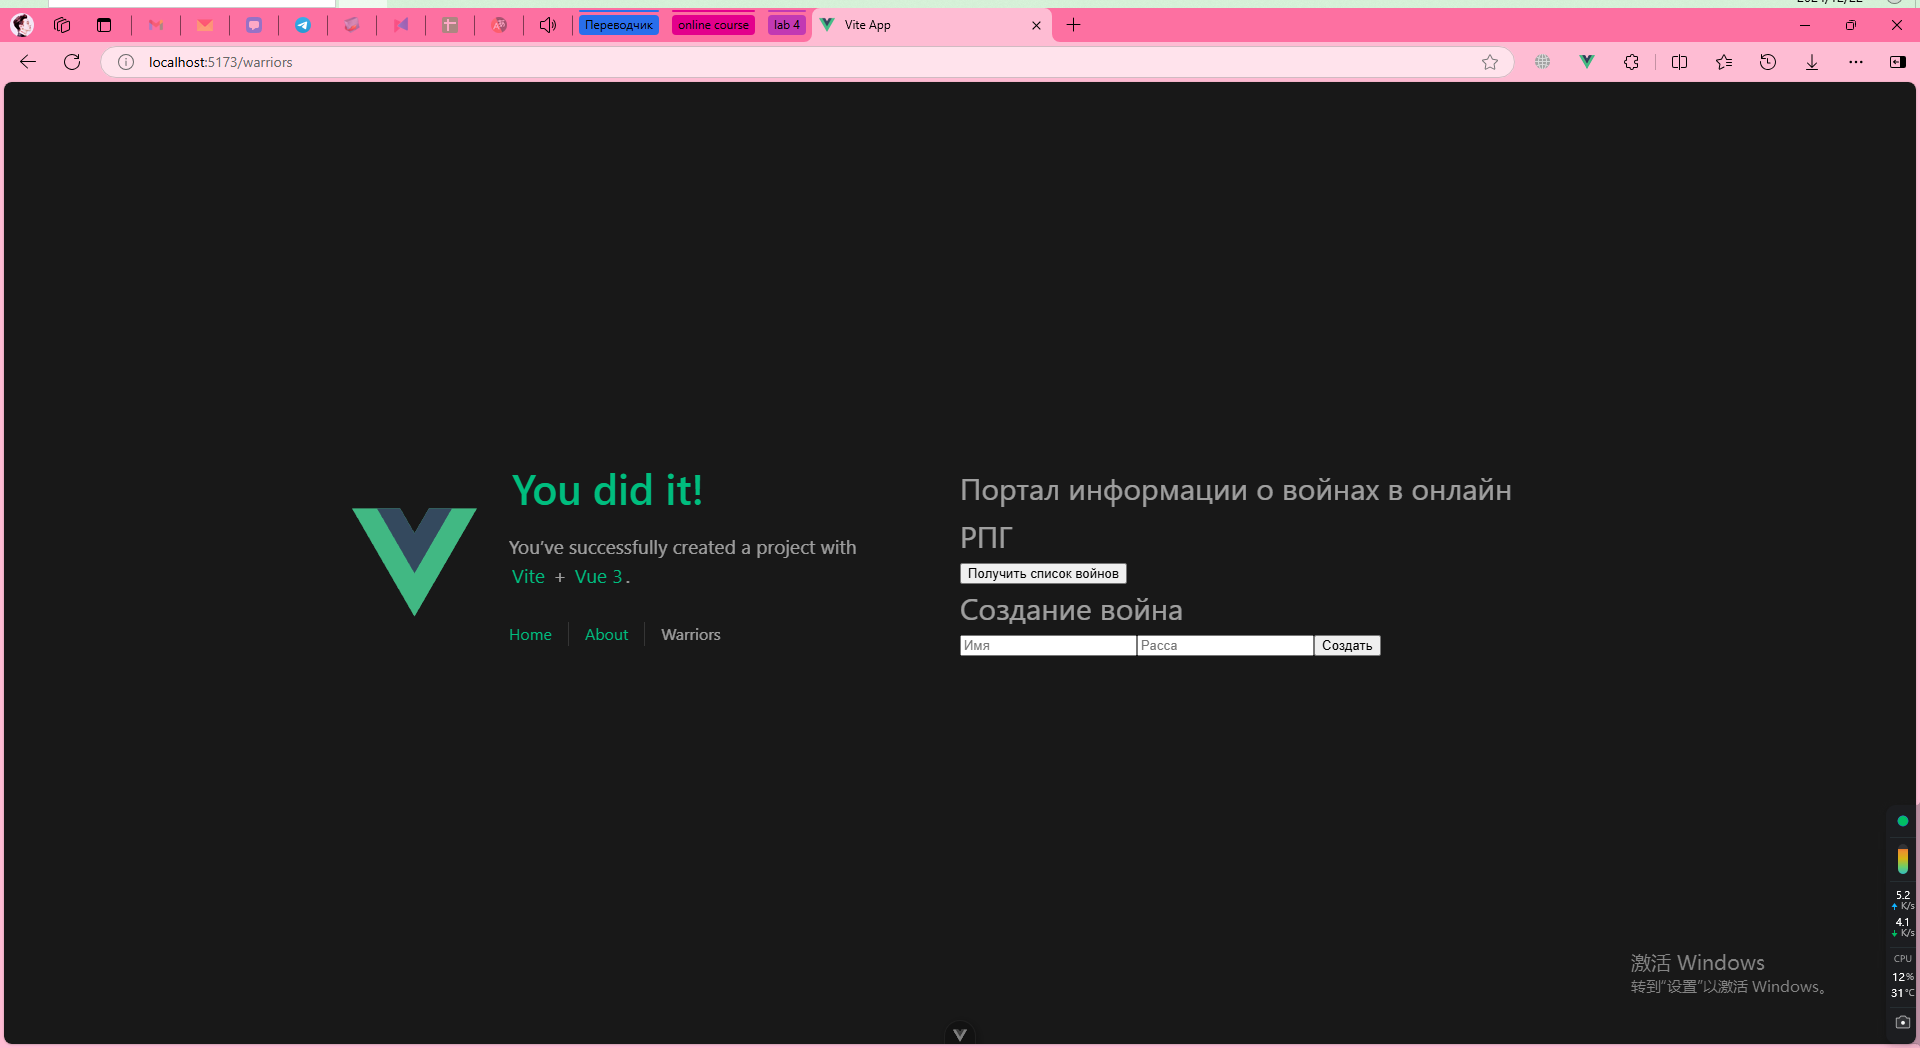 Переводчик
online course
lab 4
Vite App
localhost:5173/warriors
You did it!
You’ve successfully created a project with
Vite + Vue 3.
Home
About
Warriors
Портал информации о войнах в онлайн
РПГ
Получить список войнов
Создание война
Имя
Расса
Создать
5.2
K/s
4.1
K/s
CPU
12%
31°C
激活 Windows
转到“设置”以激活 Windows。